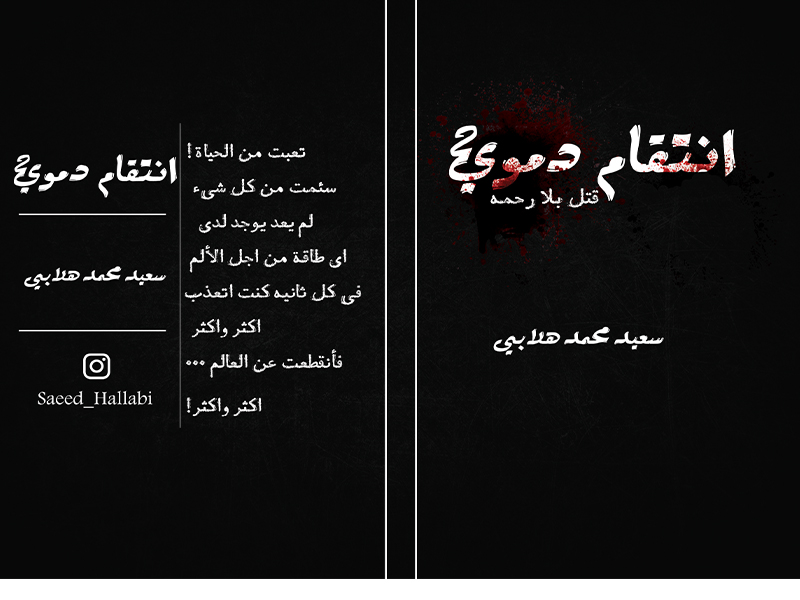 انتقام دموي
قتل بلا رحمه
سعيد محمد هلابي
تعبت من الحياة!
سئمت من كل شيء
لم يعد يوجد لدى
اى طاقة من اجل الألم
في كل ثانيه كنت اتعذب
اكثر واكثر
فأنقطعت عن العالم ...
اكثر واكثر!
انتقام دموي
سعيد محمد هلابي
Saeed_Hallabi